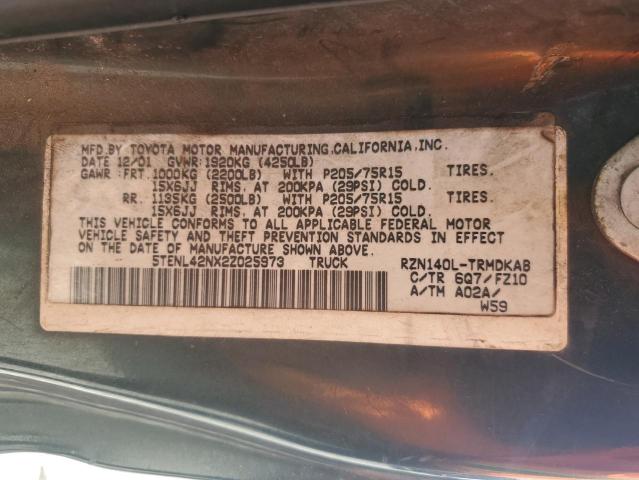 MFD.BY TOYOTA MOTOR MANUFACTURING,CALIFORNIA,INC.
DATE 12/01 GVWR:1920KG (4250LB)
GAWR: FRT.1000KG (2200LB) WITH P205/75R15 TIRES.
15X6JJ RIMS. AT 200KPA (29PSI) COLD.
RR. 1135KG (2500LB) WITH P205/75R15 TIRES.
15X6JJ RIMS. AT 200KPA (29PSI) COLD.
THIS VEHICLE CONFORMS TO ALL APPLICABLE FEDERAL MOTOR
VEHICLE SAFETY AND THEFT PREVENTION STANDARDS IN EFFECT
ON THE DATE OF MANUFACTURE SHOWN ABOVE.
5TENL42NX2Z025973 TRUCK RZN140L-TRMDKAB
C/TR 6Q7/FZ10
A/TM A02A/
W59